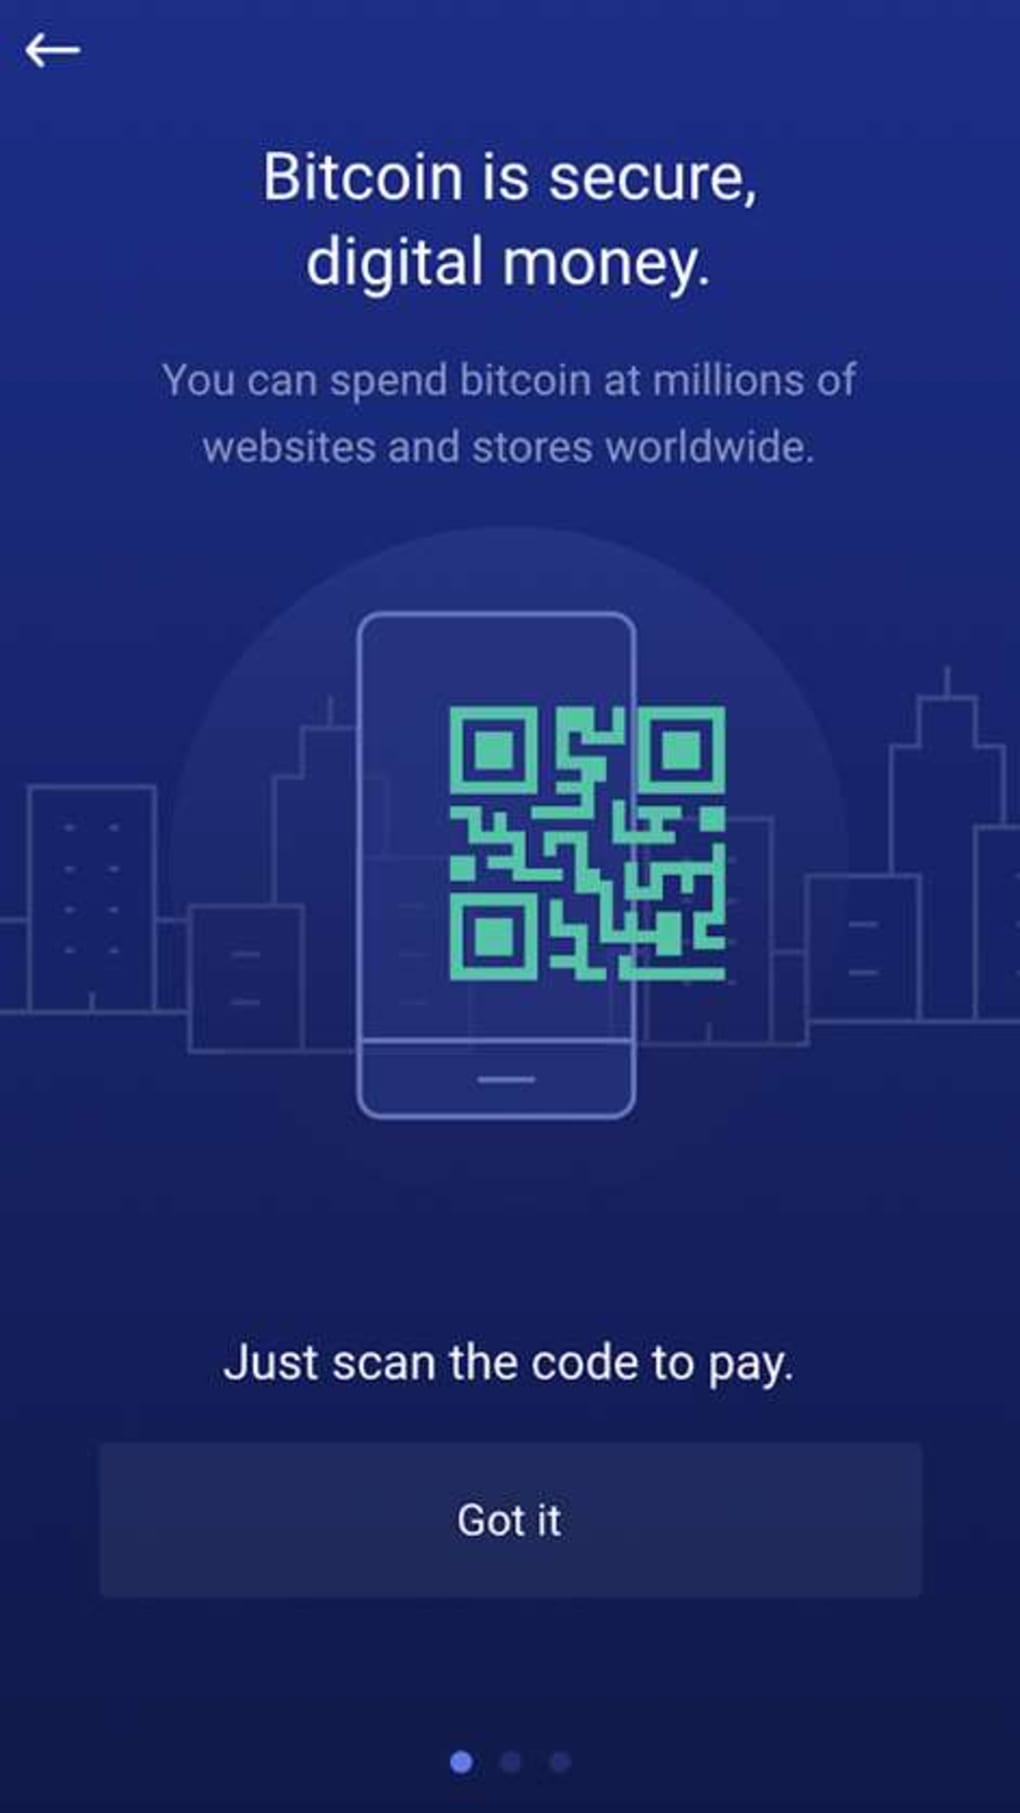 Bitcoin is secure,
digital money.
You can spend bitcoin at millions of
websites and stores worldwide.
Just scan the code to pay.
Got it